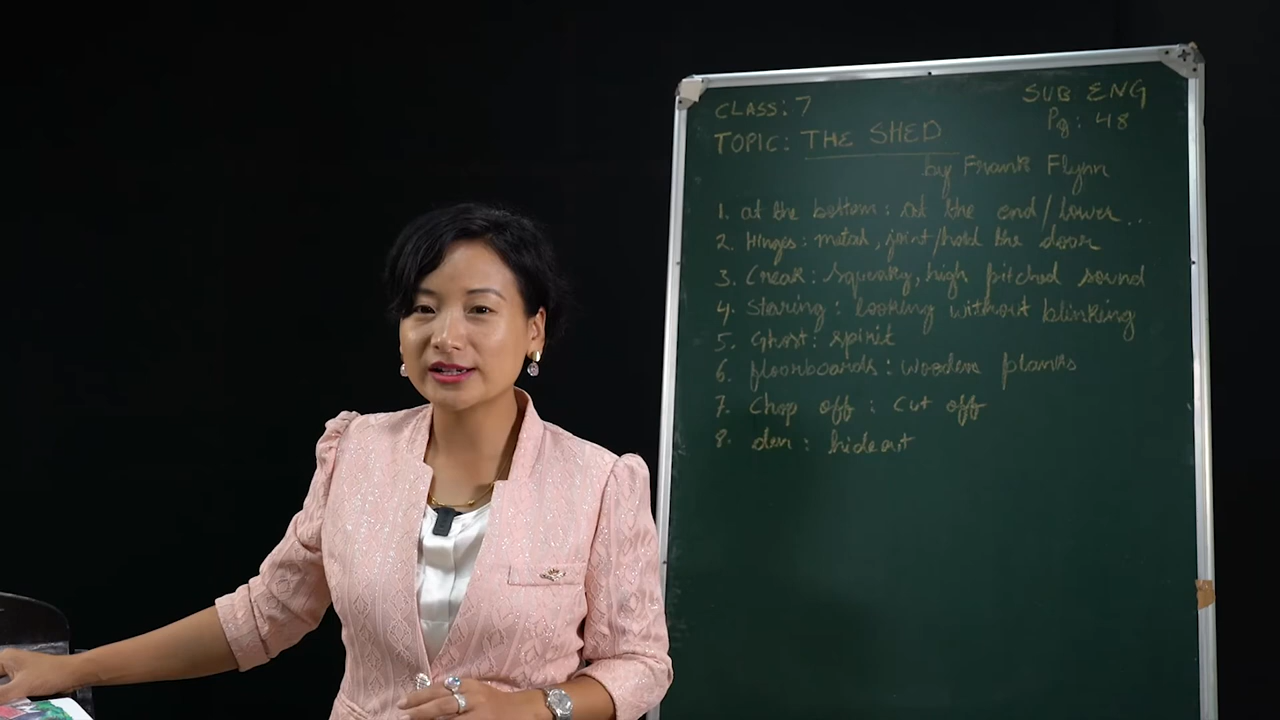 CLASS: 7
SUB ENG
Pg: 48
TOPIC: THE SHED
by Frank Flynn
1. at the bottom: at the end/lower...
2. Hinges: metal, joint/hold the door
3. Creak: squeaky, high pitched sound
4. Staring: looking without blinking
5. Ghost: spirit
6. floorboards: wooden planks
7. Chop off: cut off
8. den: hideout